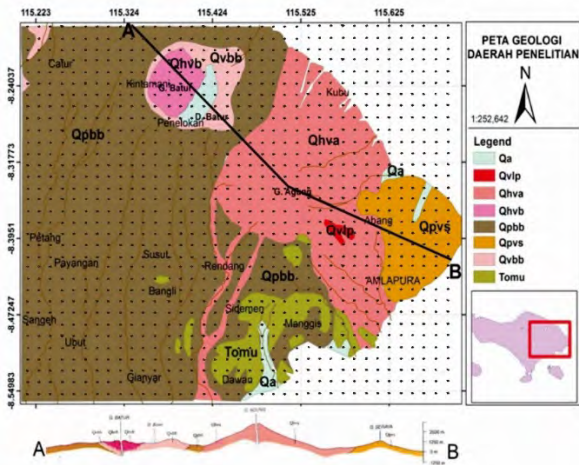 115.223 115.324 115.424 115.525 115.625
A
PETA GEOLOGI
DAERAH PENELITIAN
N
1:252,642
Legend
Qa
Qvlp
Qhva
Qhvb
Qpbb
Qpvs
Qvbb
Tomu
-8.24037
-8.31773
-8.3951
-8.47247
-8.54983
Catur
Qhvb
Qvbb
Kintamani
G. Batur
D. Batur
Penelokan
Kubu
Qpbb
Qhva
Qa
G. Agung
Qvlp
Abang
Qpvs
B
Petang
Payangan
Susut
Rendang
Bangli
Qpbb
AMLAPURA
Sidemen
Manggis
Sangeh
Ubut
Tomu
Gianyar
Dawan
Qa
A
B